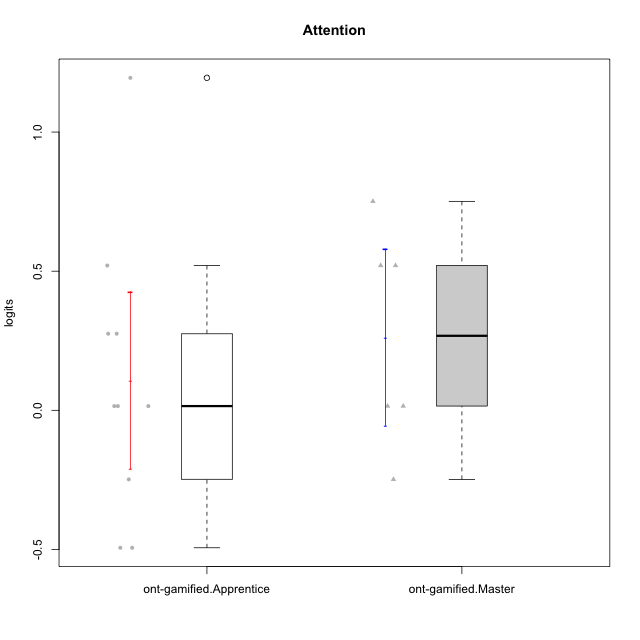 Attention
logits
1.0
0.5
0.0
-0.5
ont-gamified.Apprentice
ont-gamified.Master